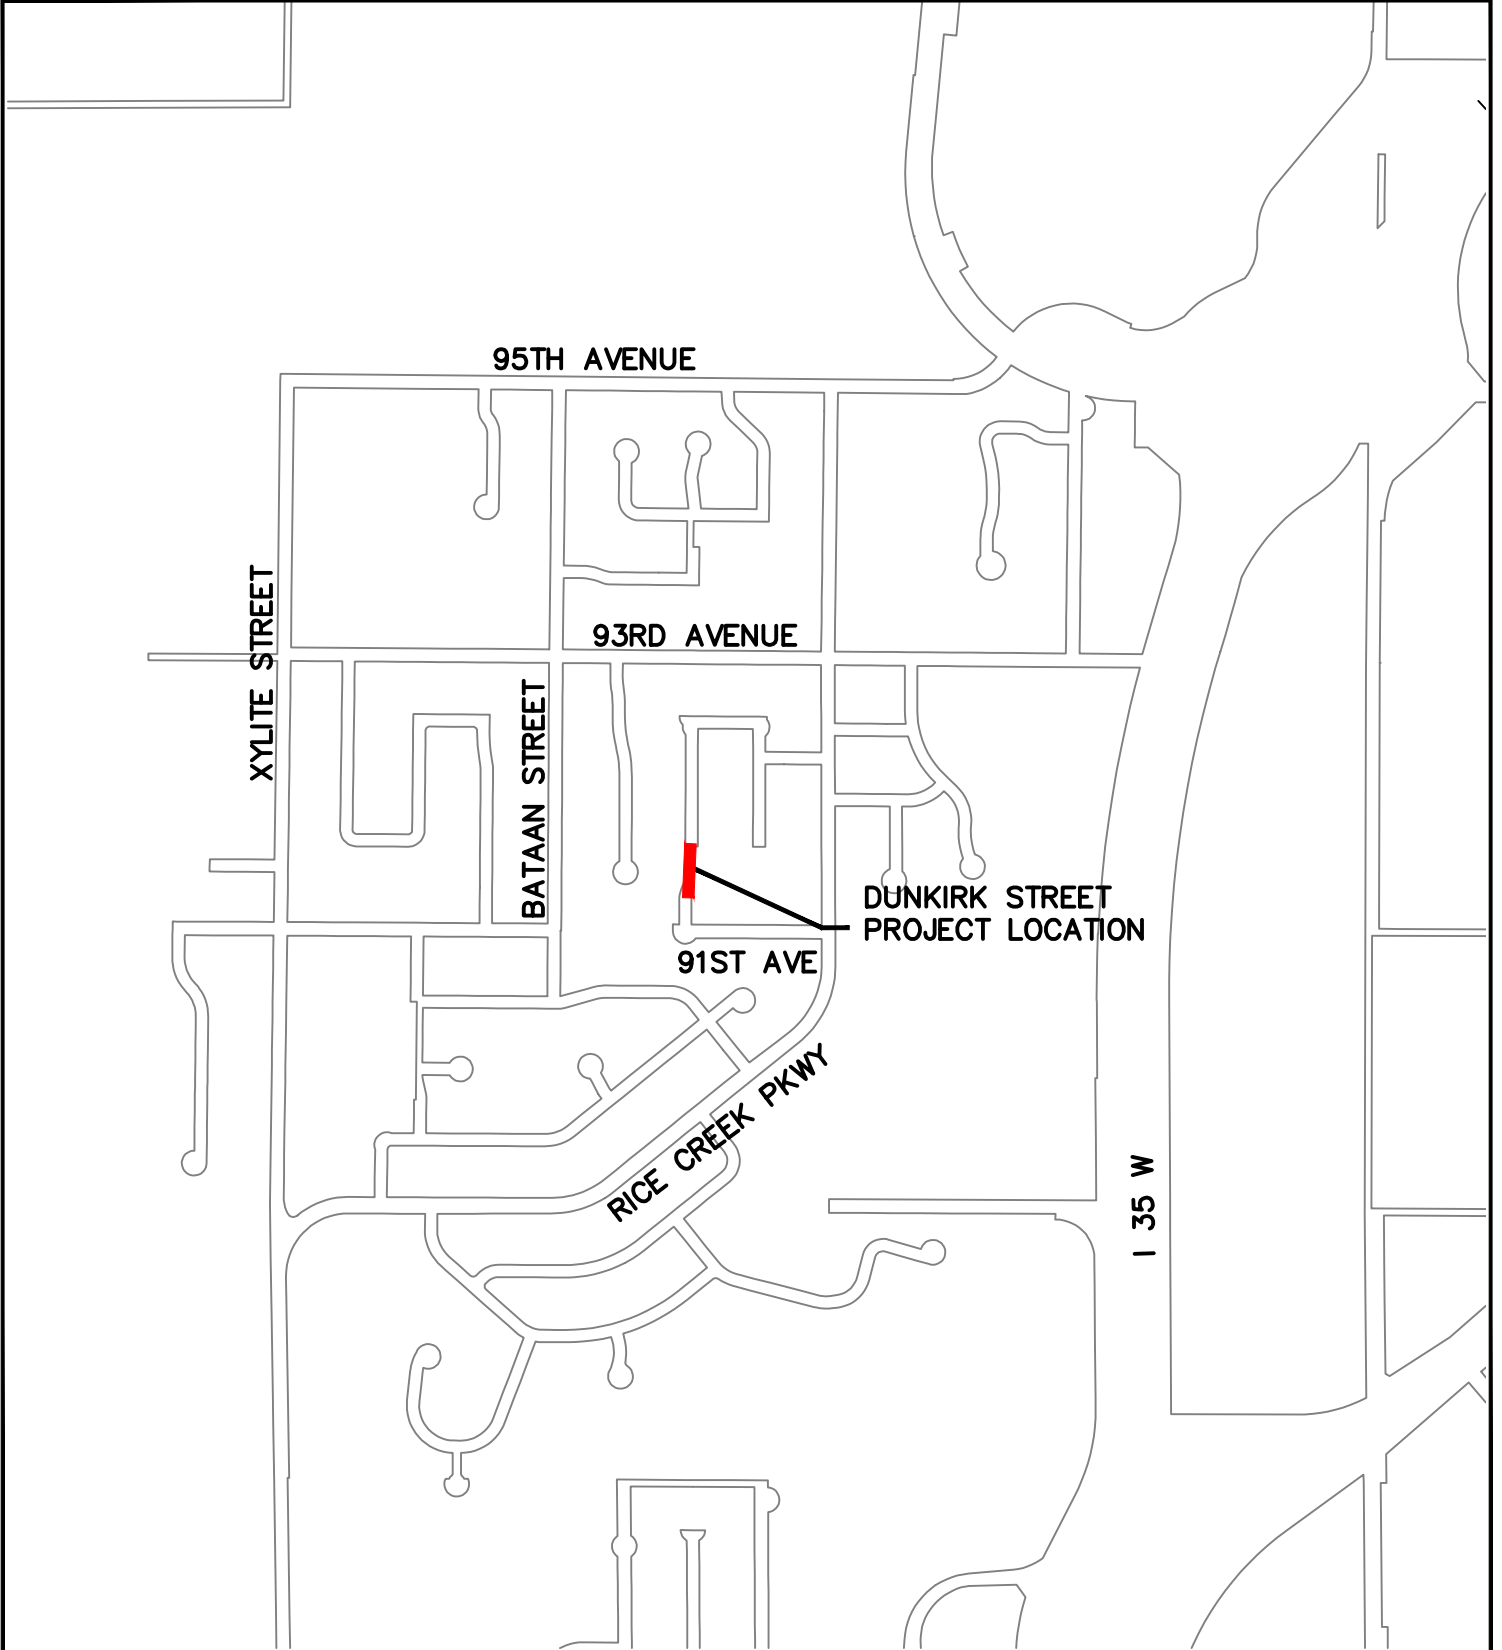 95TH AVENUE
XYLITE STREET
93RD AVENUE
BATAAN STREET
DUNKIRK STREET
PROJECT LOCATION
91ST AVE
RICE CREEK PKWY
I 35 W